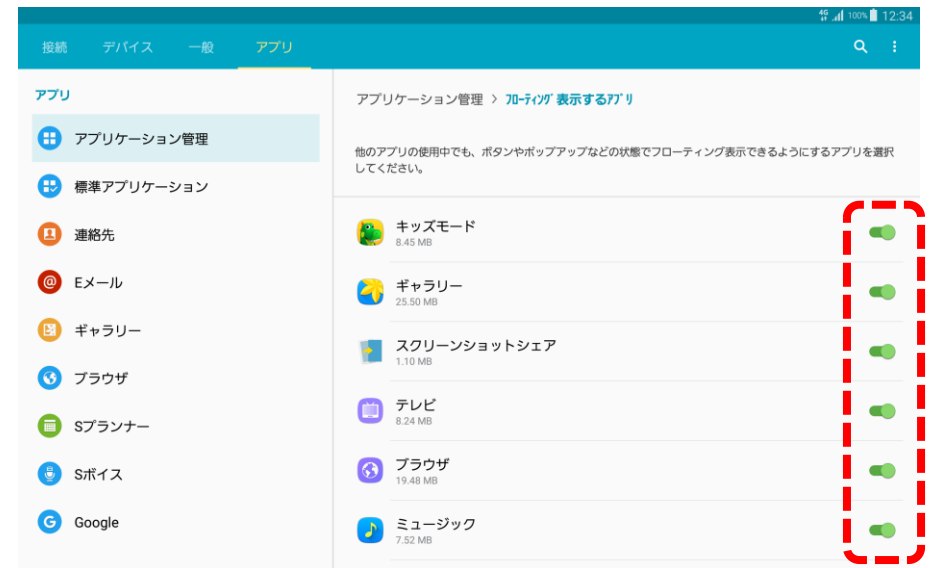 4G 100% 12:34
接続 デバイス 一般 アプリ
アプリ
アプリケーション管理
標準アプリケーション
連絡先
Eメール
ギャラリー
ブラウザ
Sプランナー
Sボイス
Google
アプリケーション管理 > フローティング表示するアプリ
他のアプリの使用中でも、ボタンやポップアップなどの状態でフローティング表示できるようにするアプリを選択
してください。
キッズモード
8.45 MB
ギャラリー
25.50 MB
スクリーンショットシェア
1.10 MB
テレビ
8.24 MB
ブラウザ
19.48 MB
ミュージック
7.52 MB